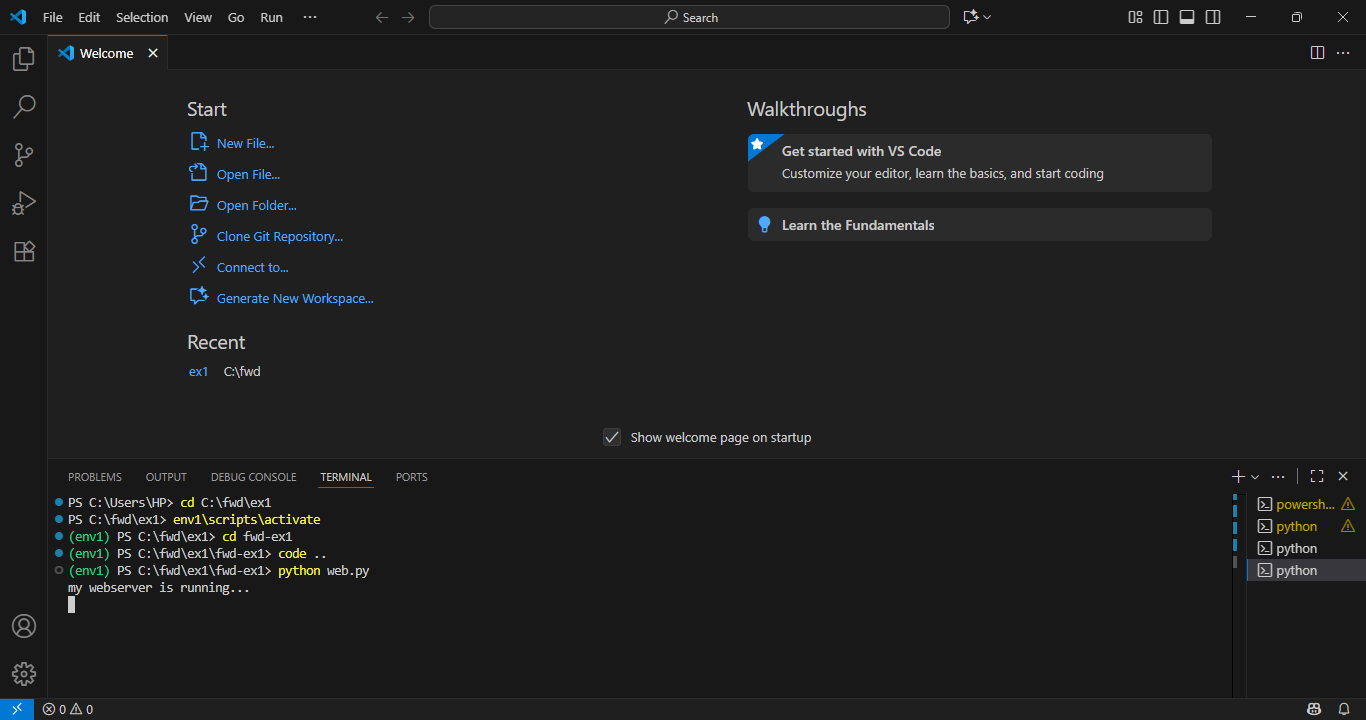 File Edit Selection View Go Run ···
Search
Welcome
Start
New File...
Open File...
Open Folder...
Clone Git Repository...
Connect to...
Generate New Workspace...
Recent
ex1 C:\fwd
Walkthroughs
Get started with VS Code
Customize your editor, learn the basics, and start coding
Learn the Fundamentals
Show welcome page on startup
PROBLEMS OUTPUT DEBUG CONSOLE TERMINAL PORTS
PS C:\Users\HP> cd C:\fwd\ex1
PS C:\fwd\ex1> env1\scripts\activate
(env1) PS C:\fwd\ex1> cd fwd-ex1
(env1) PS C:\fwd\ex1\fwd-ex1> code ..
(env1) PS C:\fwd\ex1\fwd-ex1> python web.py
my webserver is running...
powersh...
python
python
python
0 0